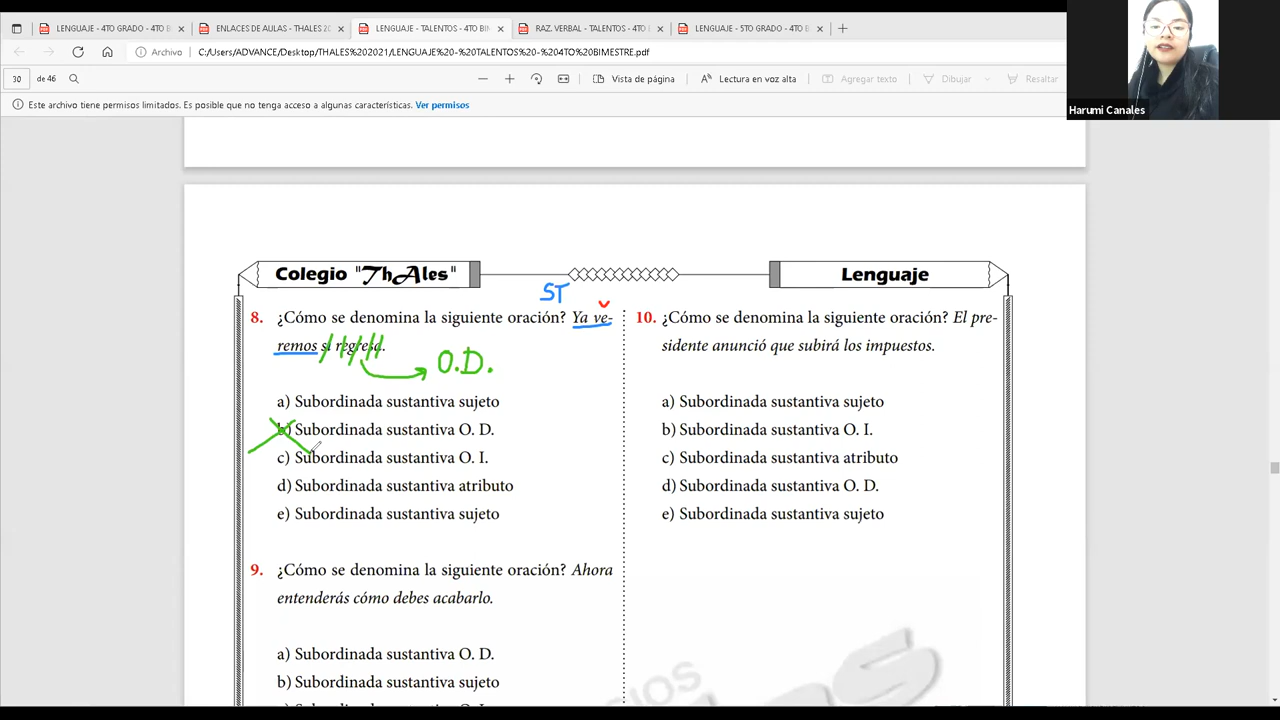 LENGUAJE - 4TO GRADO - 4TO B
ENLACES DE AULAS - THALES 20
LENGUAJE - TALENTOS - 4TO BIM
RAZ. VERBAL - TALENTOS - 4TO
LENGUAJE - 5TO GRADO - 4TO B
Archivo
C:/Users/ADVANCE/Desktop/THALES%202021/LENGUAJE%20-%20TALENTOS%20-%204TO%20BIMESTRE.pdf
30 de 46
Vista de página
Lectura en voz alta
Agregar texto
Dibujar
Resaltar
Este archivo tiene permisos limitados. Es posible que no tenga acceso a algunas características. Ver permisos
Harumi Canales
Colegio "ThAles"
Lenguaje
ST
8. ¿Cómo se denomina la siguiente oración? Ya ve-
remos si regresa.
O.D.
a) Subordinada sustantiva sujeto
b) Subordinada sustantiva O. D.
c) Subordinada sustantiva O. I.
d) Subordinada sustantiva atributo
e) Subordinada sustantiva sujeto
9. ¿Cómo se denomina la siguiente oración? Ahora
entenderás cómo debes acabarlo.
a) Subordinada sustantiva O. D.
b) Subordinada sustantiva sujeto
10. ¿Cómo se denomina la siguiente oración? El pre-
sidente anunció que subirá los impuestos.
a) Subordinada sustantiva sujeto
b) Subordinada sustantiva O. I.
c) Subordinada sustantiva atributo
d) Subordinada sustantiva O. D.
e) Subordinada sustantiva sujeto